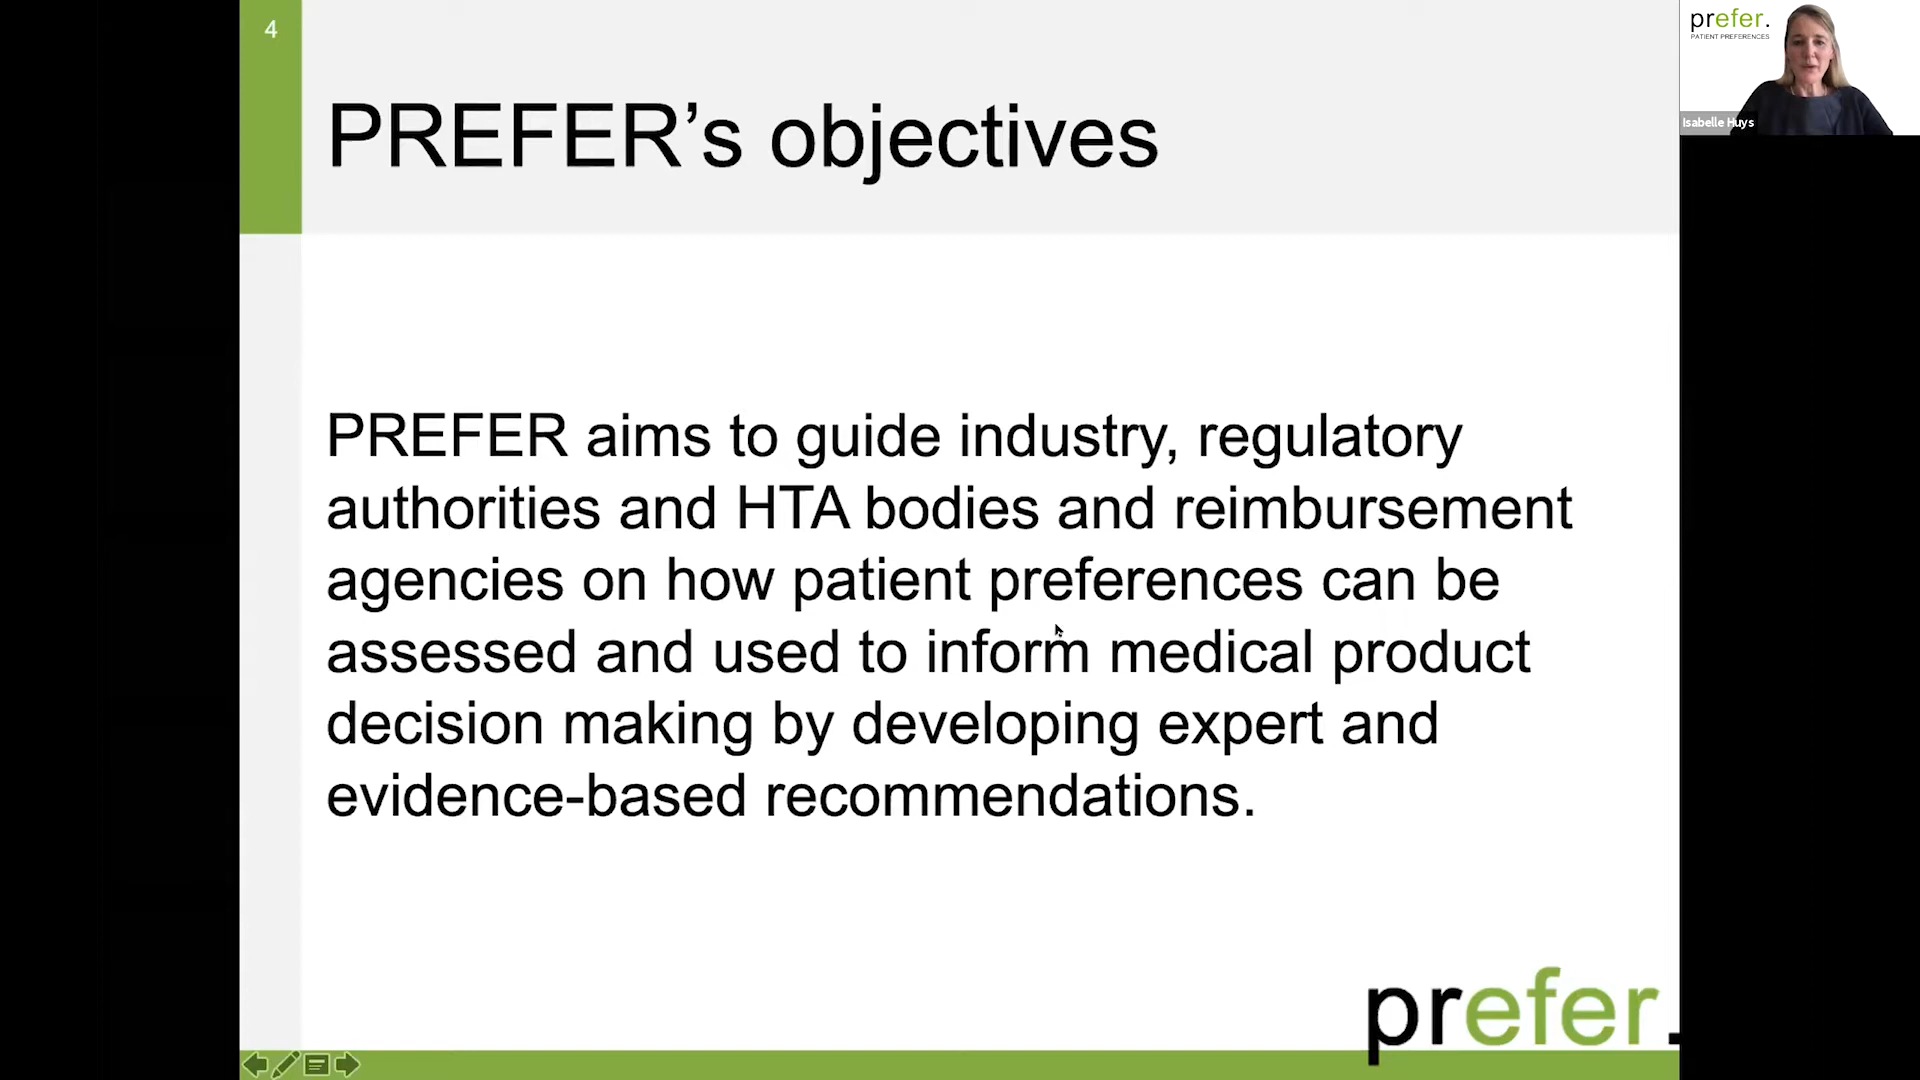 4
PREFER’s objectives
PREFER aims to guide industry, regulatory
authorities and HTA bodies and reimbursement
agencies on how patient preferences can be
assessed and used to inform medical product
decision making by developing expert and
evidence-based recommendations.
prefer.
prefer.
PATIENT PREFERENCES
Isabelle Huys